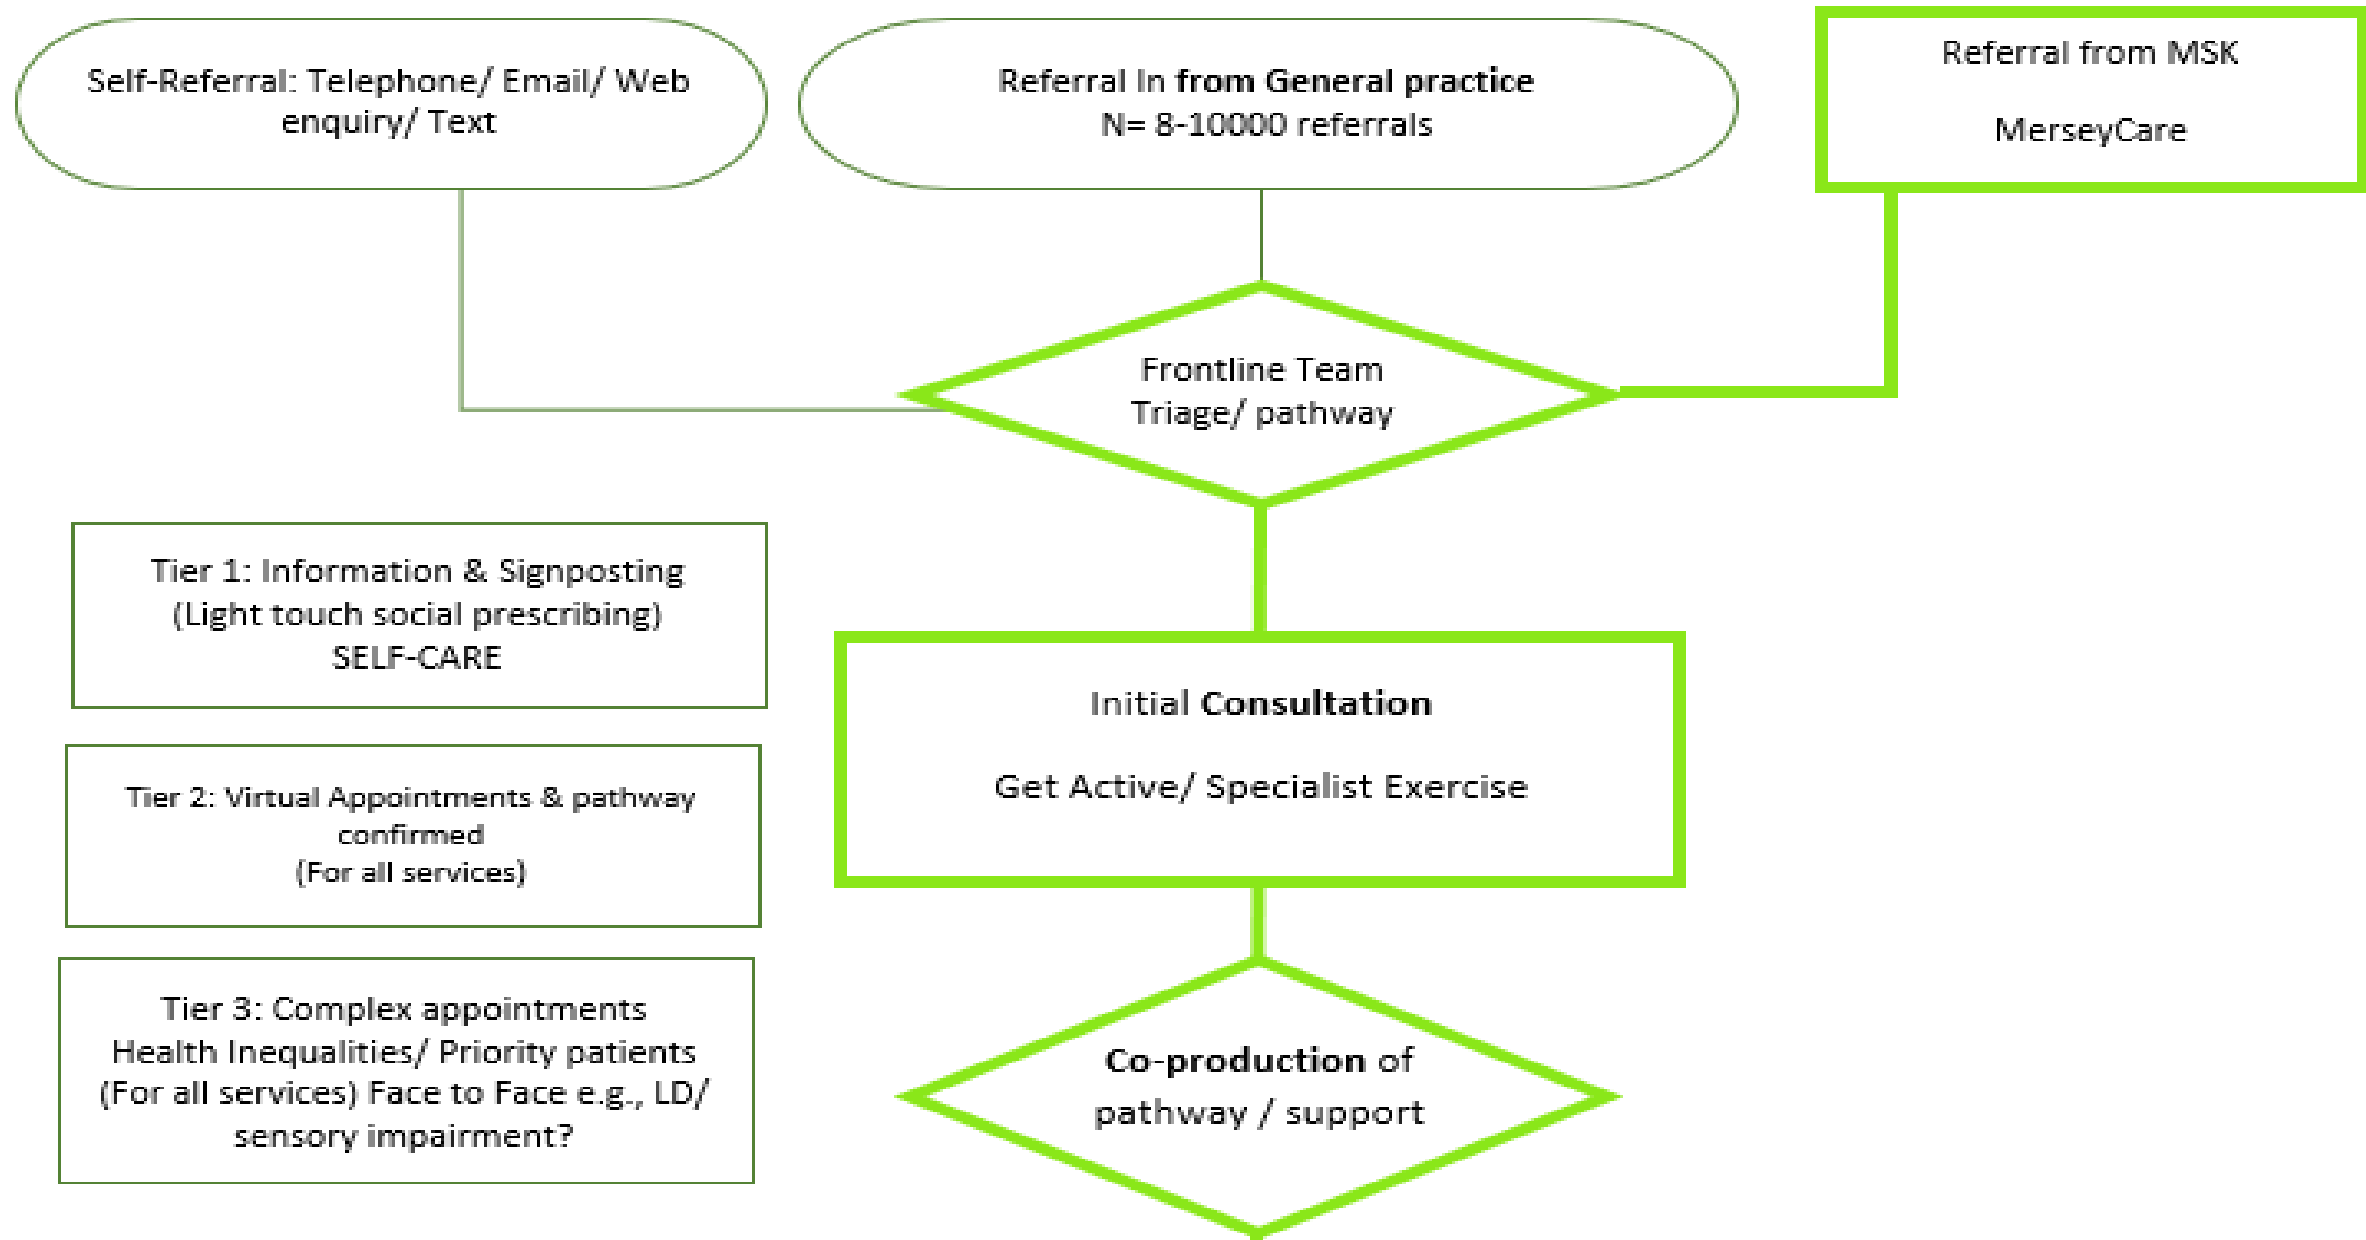 Self-Referral: Telephone/ Email/ Web
enquiry/ Text
Referral In from General practice
N= 8-10000 referrals
Referral from MSK
MerseyCare
Frontline Team
Triage/ pathway
Tier 1: Information & Signposting
(Light touch social prescribing)
SELF-CARE
Initial Consultation
Get Active/ Specialist Exercise
Tier 2: Virtual Appointments & pathway
confirmed
(For all services)
Tier 3: Complex appointments
Health Inequalities/ Priority patients
(For all services) Face to Face e.g., LD/
sensory impairment?
Co-production of
pathway / support